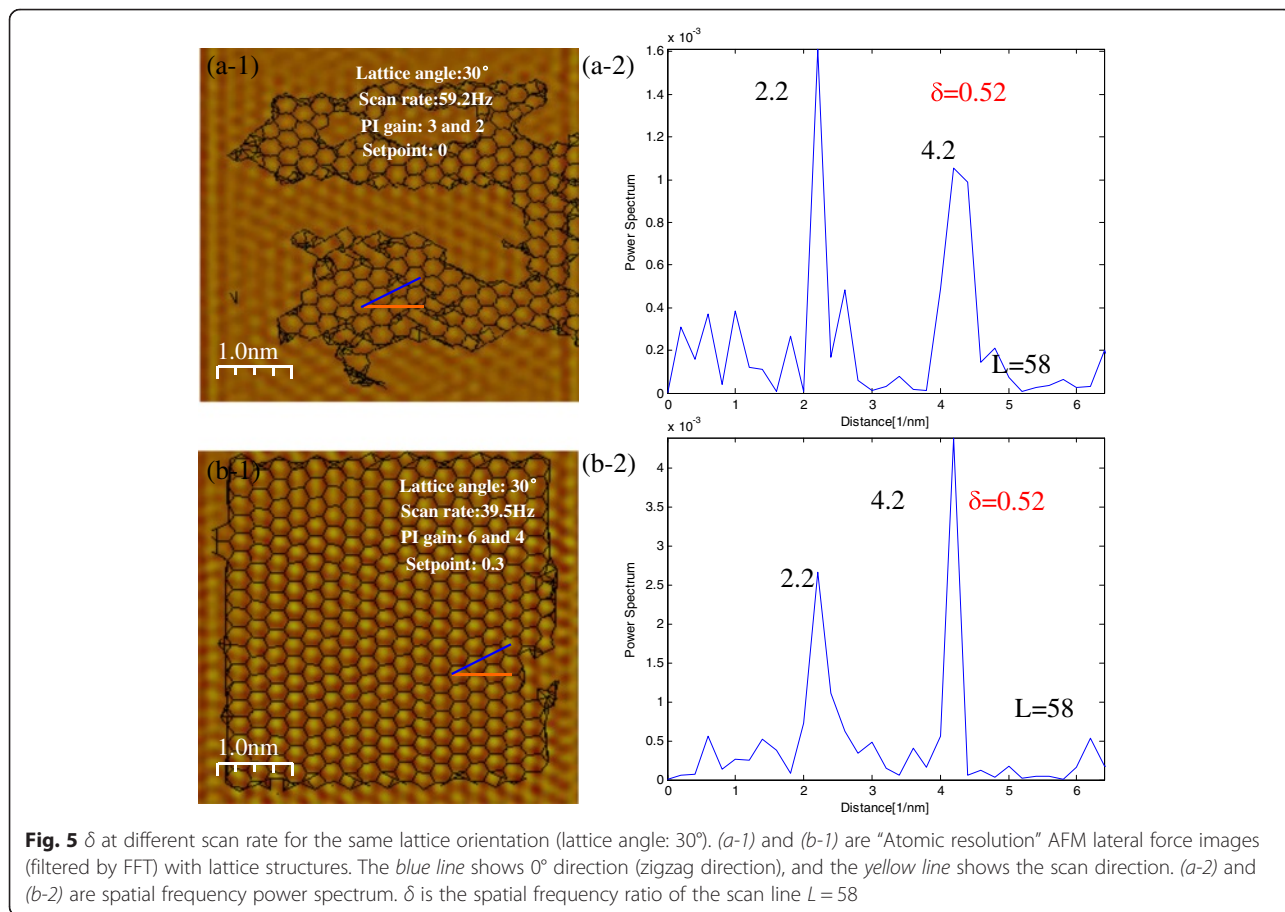 (a-1)
Lattice angle:30°
Scan rate:59.2Hz
PI gain: 3 and 2
Setpoint: 0
1.0nm
(a-2)
x 10⁻³
1.6
1.4
1.2
1
0.8
0.6
0.4
0.2
0
Power Spectrum
2.2
δ=0.52
4.2
L=58
0 1 2 3 4 5 6
Distance[1/nm]
(b-1)
Lattice angle: 30°
Scan rate:39.5Hz
PI gain: 6 and 4
Setpoint: 0.3
1.0nm
(b-2)
x 10⁻³
4
3.5
3
2.5
2
1.5
1
0.5
0
Power Spectrum
4.2
δ=0.52
2.2
L=58
0 1 2 3 4 5 6
Distance[1/nm]
Fig. 5 δ at different scan rate for the same lattice orientation (lattice angle: 30°). (a-1) and (b-1) are “Atomic resolution” AFM lateral force images
(filtered by FFT) with lattice structures. The blue line shows 0° direction (zigzag direction), and the yellow line shows the scan direction. (a-2) and
(b-2) are spatial frequency power spectrum. δ is the spatial frequency ratio of the scan line L = 58